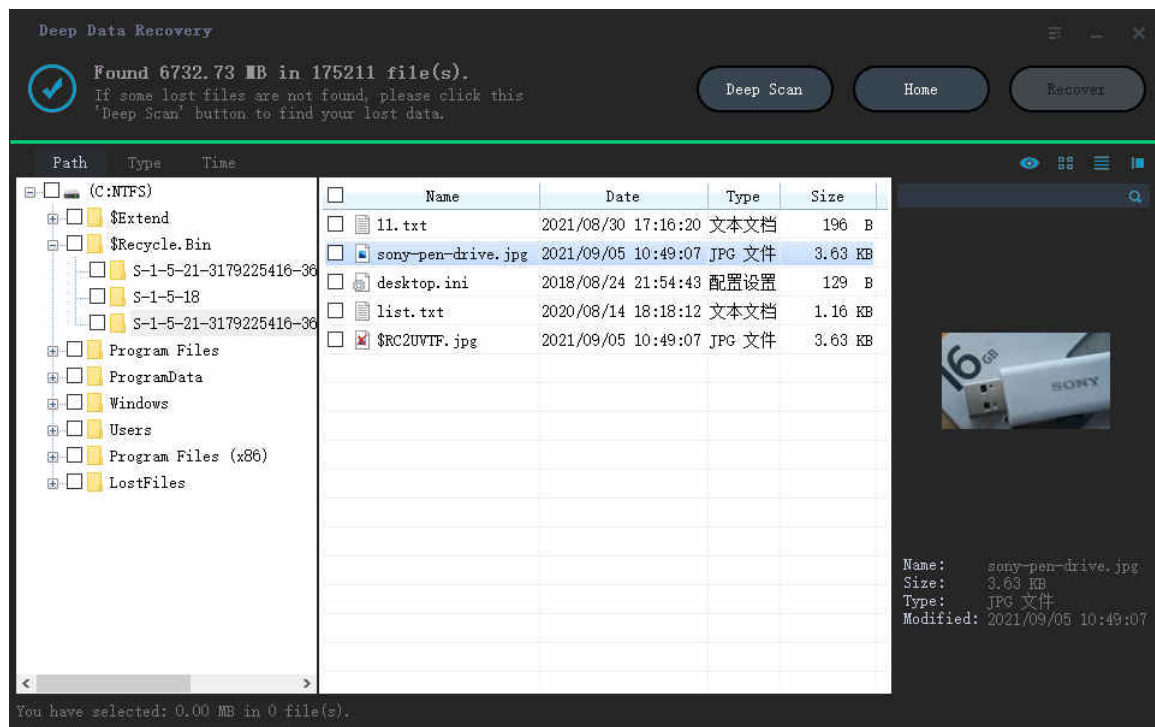 Deep Data Recovery
Found 6732.73 MB in 175211 file(s).
If some lost files are not found, please click this
'Deep Scan' button to find your lost data.
Deep Scan
Home
Recover
Path Type Time
(C:NTFS)
$Extend
$Recycle.Bin
S-1-5-21-3179225416-36
S-1-5-18
S-1-5-21-3179225416-36
Program Files
ProgramData
Windows
Users
Program Files (x86)
LostFiles
Name Date Type Size
11.txt 2021/08/30 17:16:20 文本文档 196 B
sony-pen-drive.jpg 2021/09/05 10:49:07 JPG 文件 3.63 KB
desktop.ini 2018/08/24 21:54:43 配置设置 129 B
list.txt 2020/08/14 18:18:12 文本文档 1.16 KB
$RC2UVTF.jpg 2021/09/05 10:49:07 JPG 文件 3.63 KB
16 GB
SONY
Name: sony-pen-drive.jpg
Size: 3.63 KB
Type: JPG 文件
Modified: 2021/09/05 10:49:07
You have selected: 0.00 MB in 0 file(s).